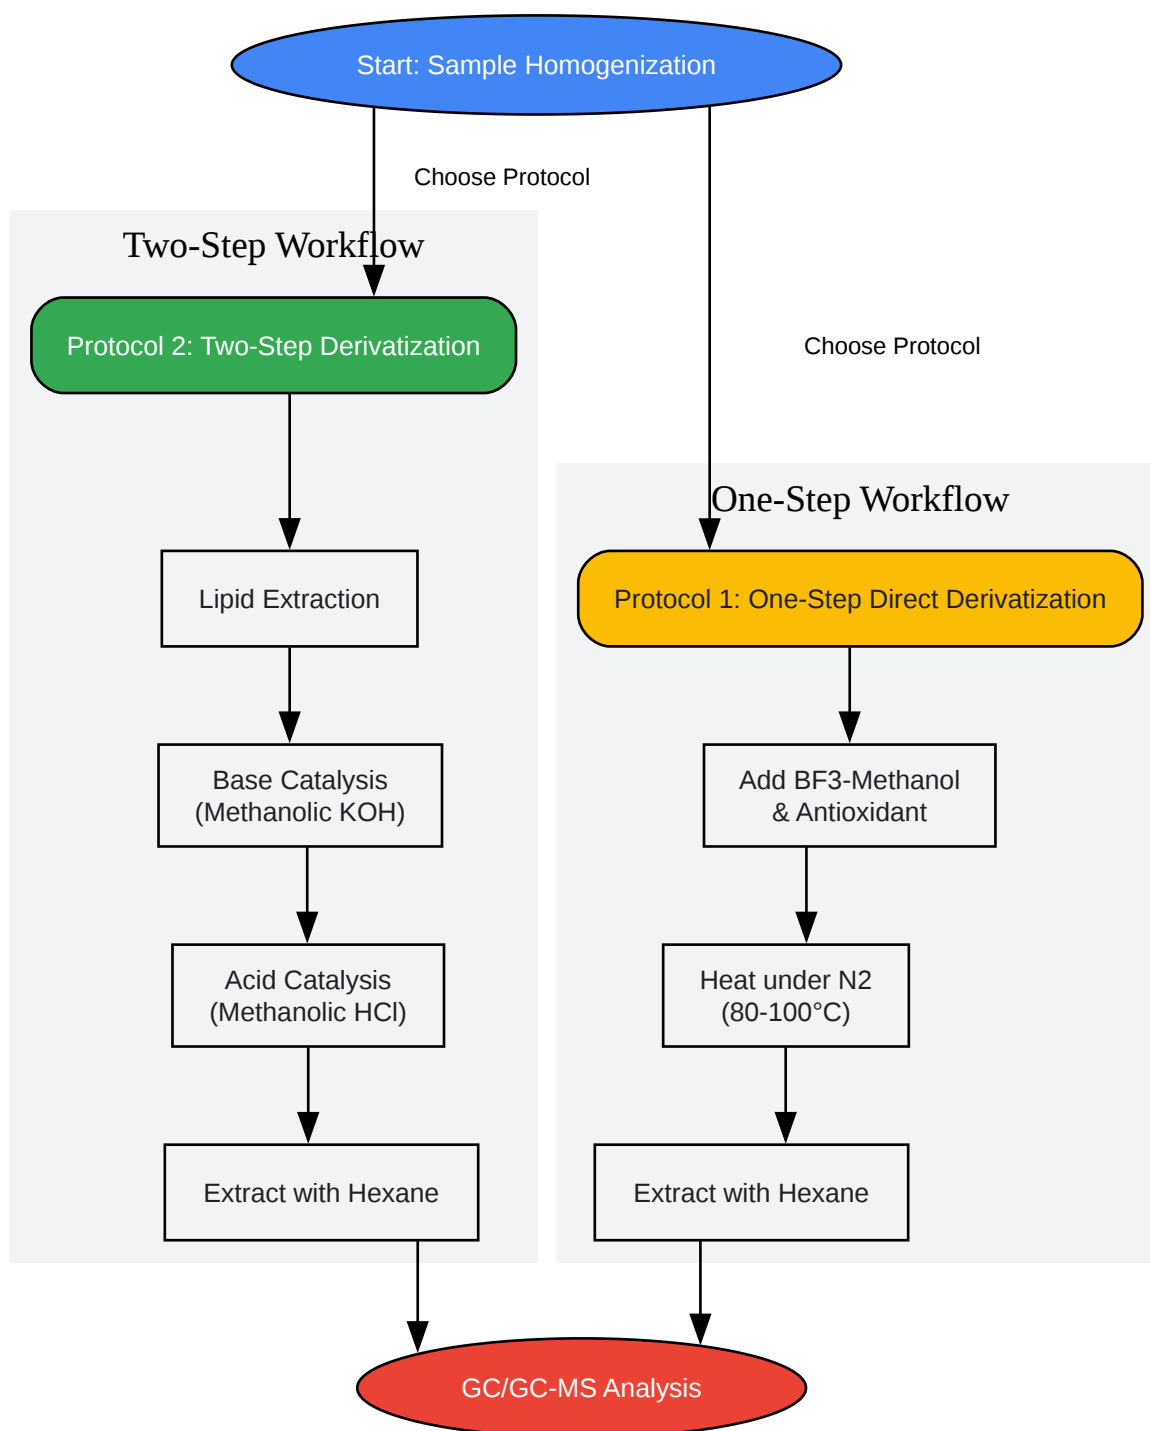 Start: Sample Homogenization
Choose Protocol
Two-Step Workflow
Protocol 2: Two-Step Derivatization
Choose Protocol
One-Step Workflow
Lipid Extraction
Protocol 1: One-Step Direct Derivatization
Base Catalysis
(Methanolic KOH)
Add BF3-Methanol
& Antioxidant
Acid Catalysis
(Methanolic HCl)
Heat under N2
(80-100°C)
Extract with Hexane
Extract with Hexane
GC/GC-MS Analysis